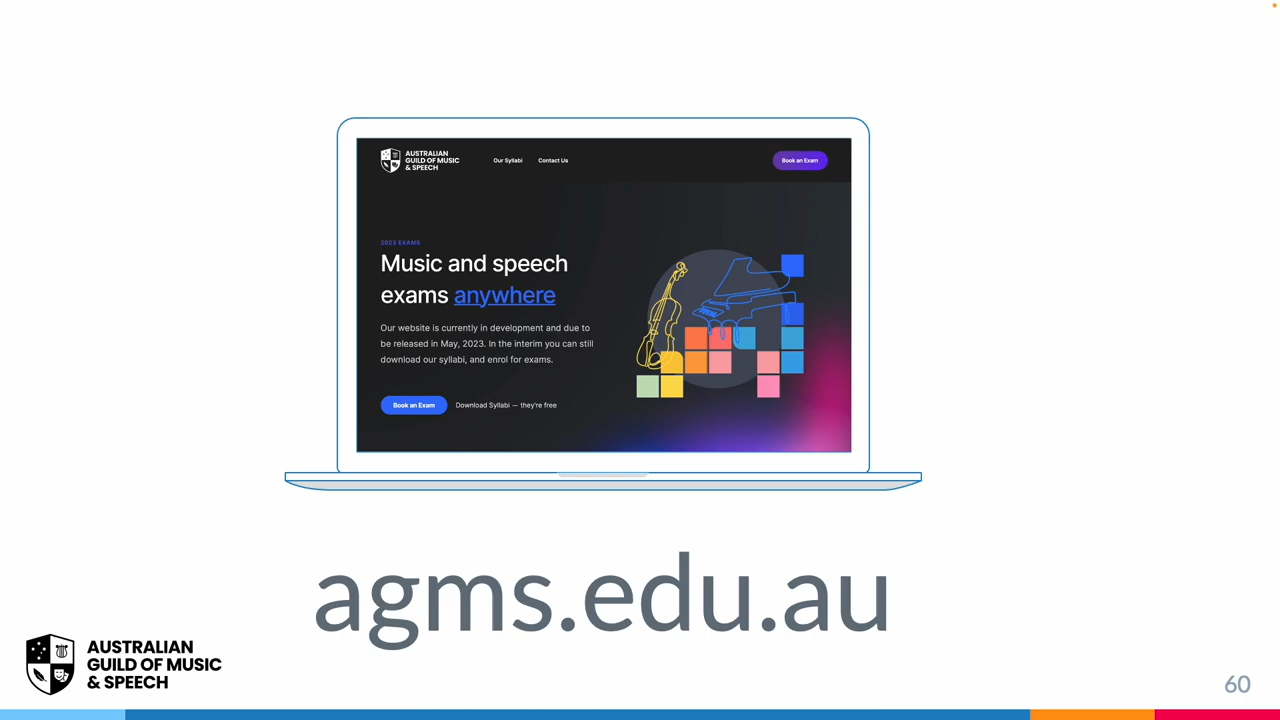 AUSTRALIAN
GUILD OF MUSIC
& SPEECH
Our Syllabi
Contact Us
Book an Exam
2023 EXAMS
Music and speech
exams anywhere
Our website is currently in development and due to
be released in May, 2023. In the interim you can still
download our syllabi, and enrol for exams.
Book an Exam
Download Syllabi — they're free
agms.edu.au
AUSTRALIAN
GUILD OF MUSIC
& SPEECH
60